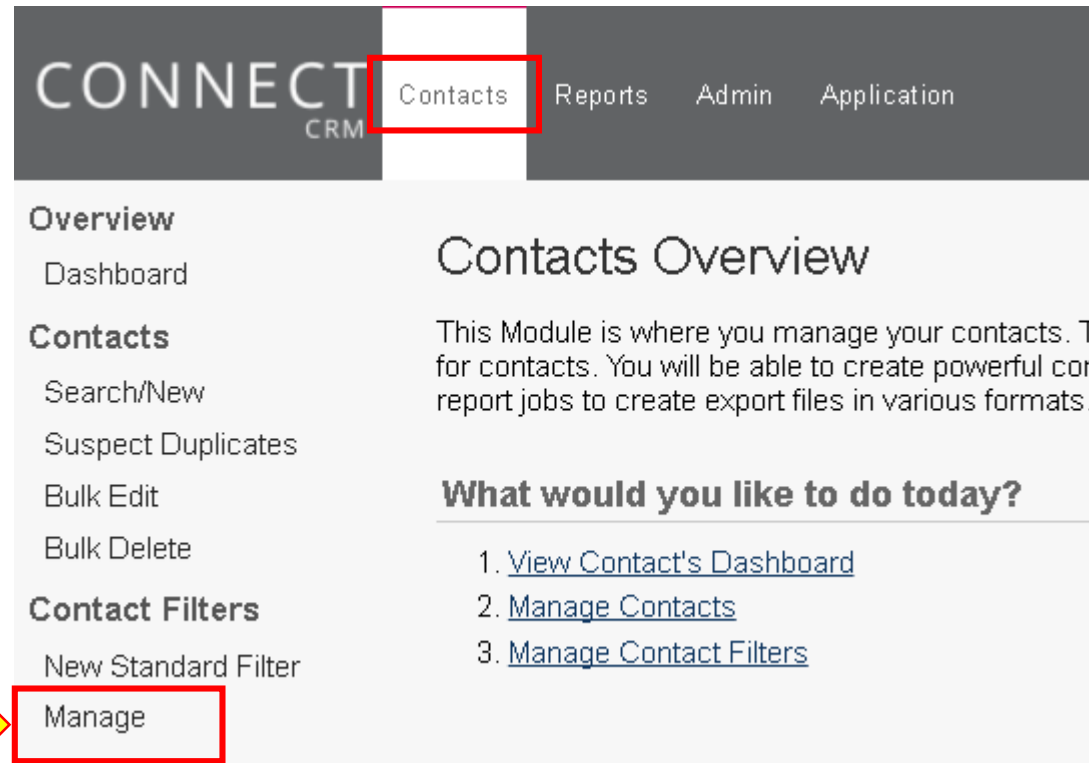 CONNECT
CRM
Contacts Reports Admin Application
Overview
Dashboard
Contacts
Search/New
Suspect Duplicates
Bulk Edit
Bulk Delete
Contact Filters
New Standard Filter
Manage
Contacts Overview
This Module is where you manage your contacts.
for contacts. You will be able to create powerful
report jobs to create export files in various formats
What would you like to do today?
1. View Contact's Dashboard
2. Manage Contacts
3. Manage Contact Filters